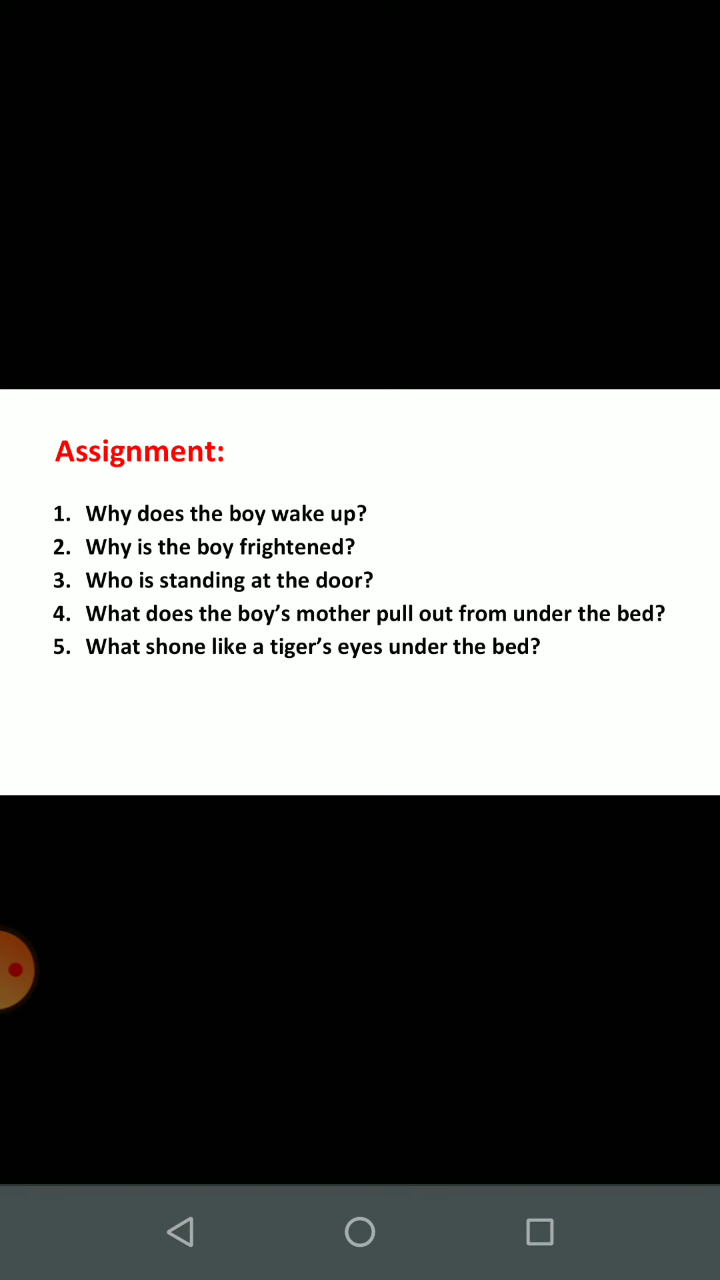 Assignment:
1. Why does the boy wake up?
2. Why is the boy frightened?
3. Who is standing at the door?
4. What does the boy’s mother pull out from under the bed?
5. What shone like a tiger’s eyes under the bed?